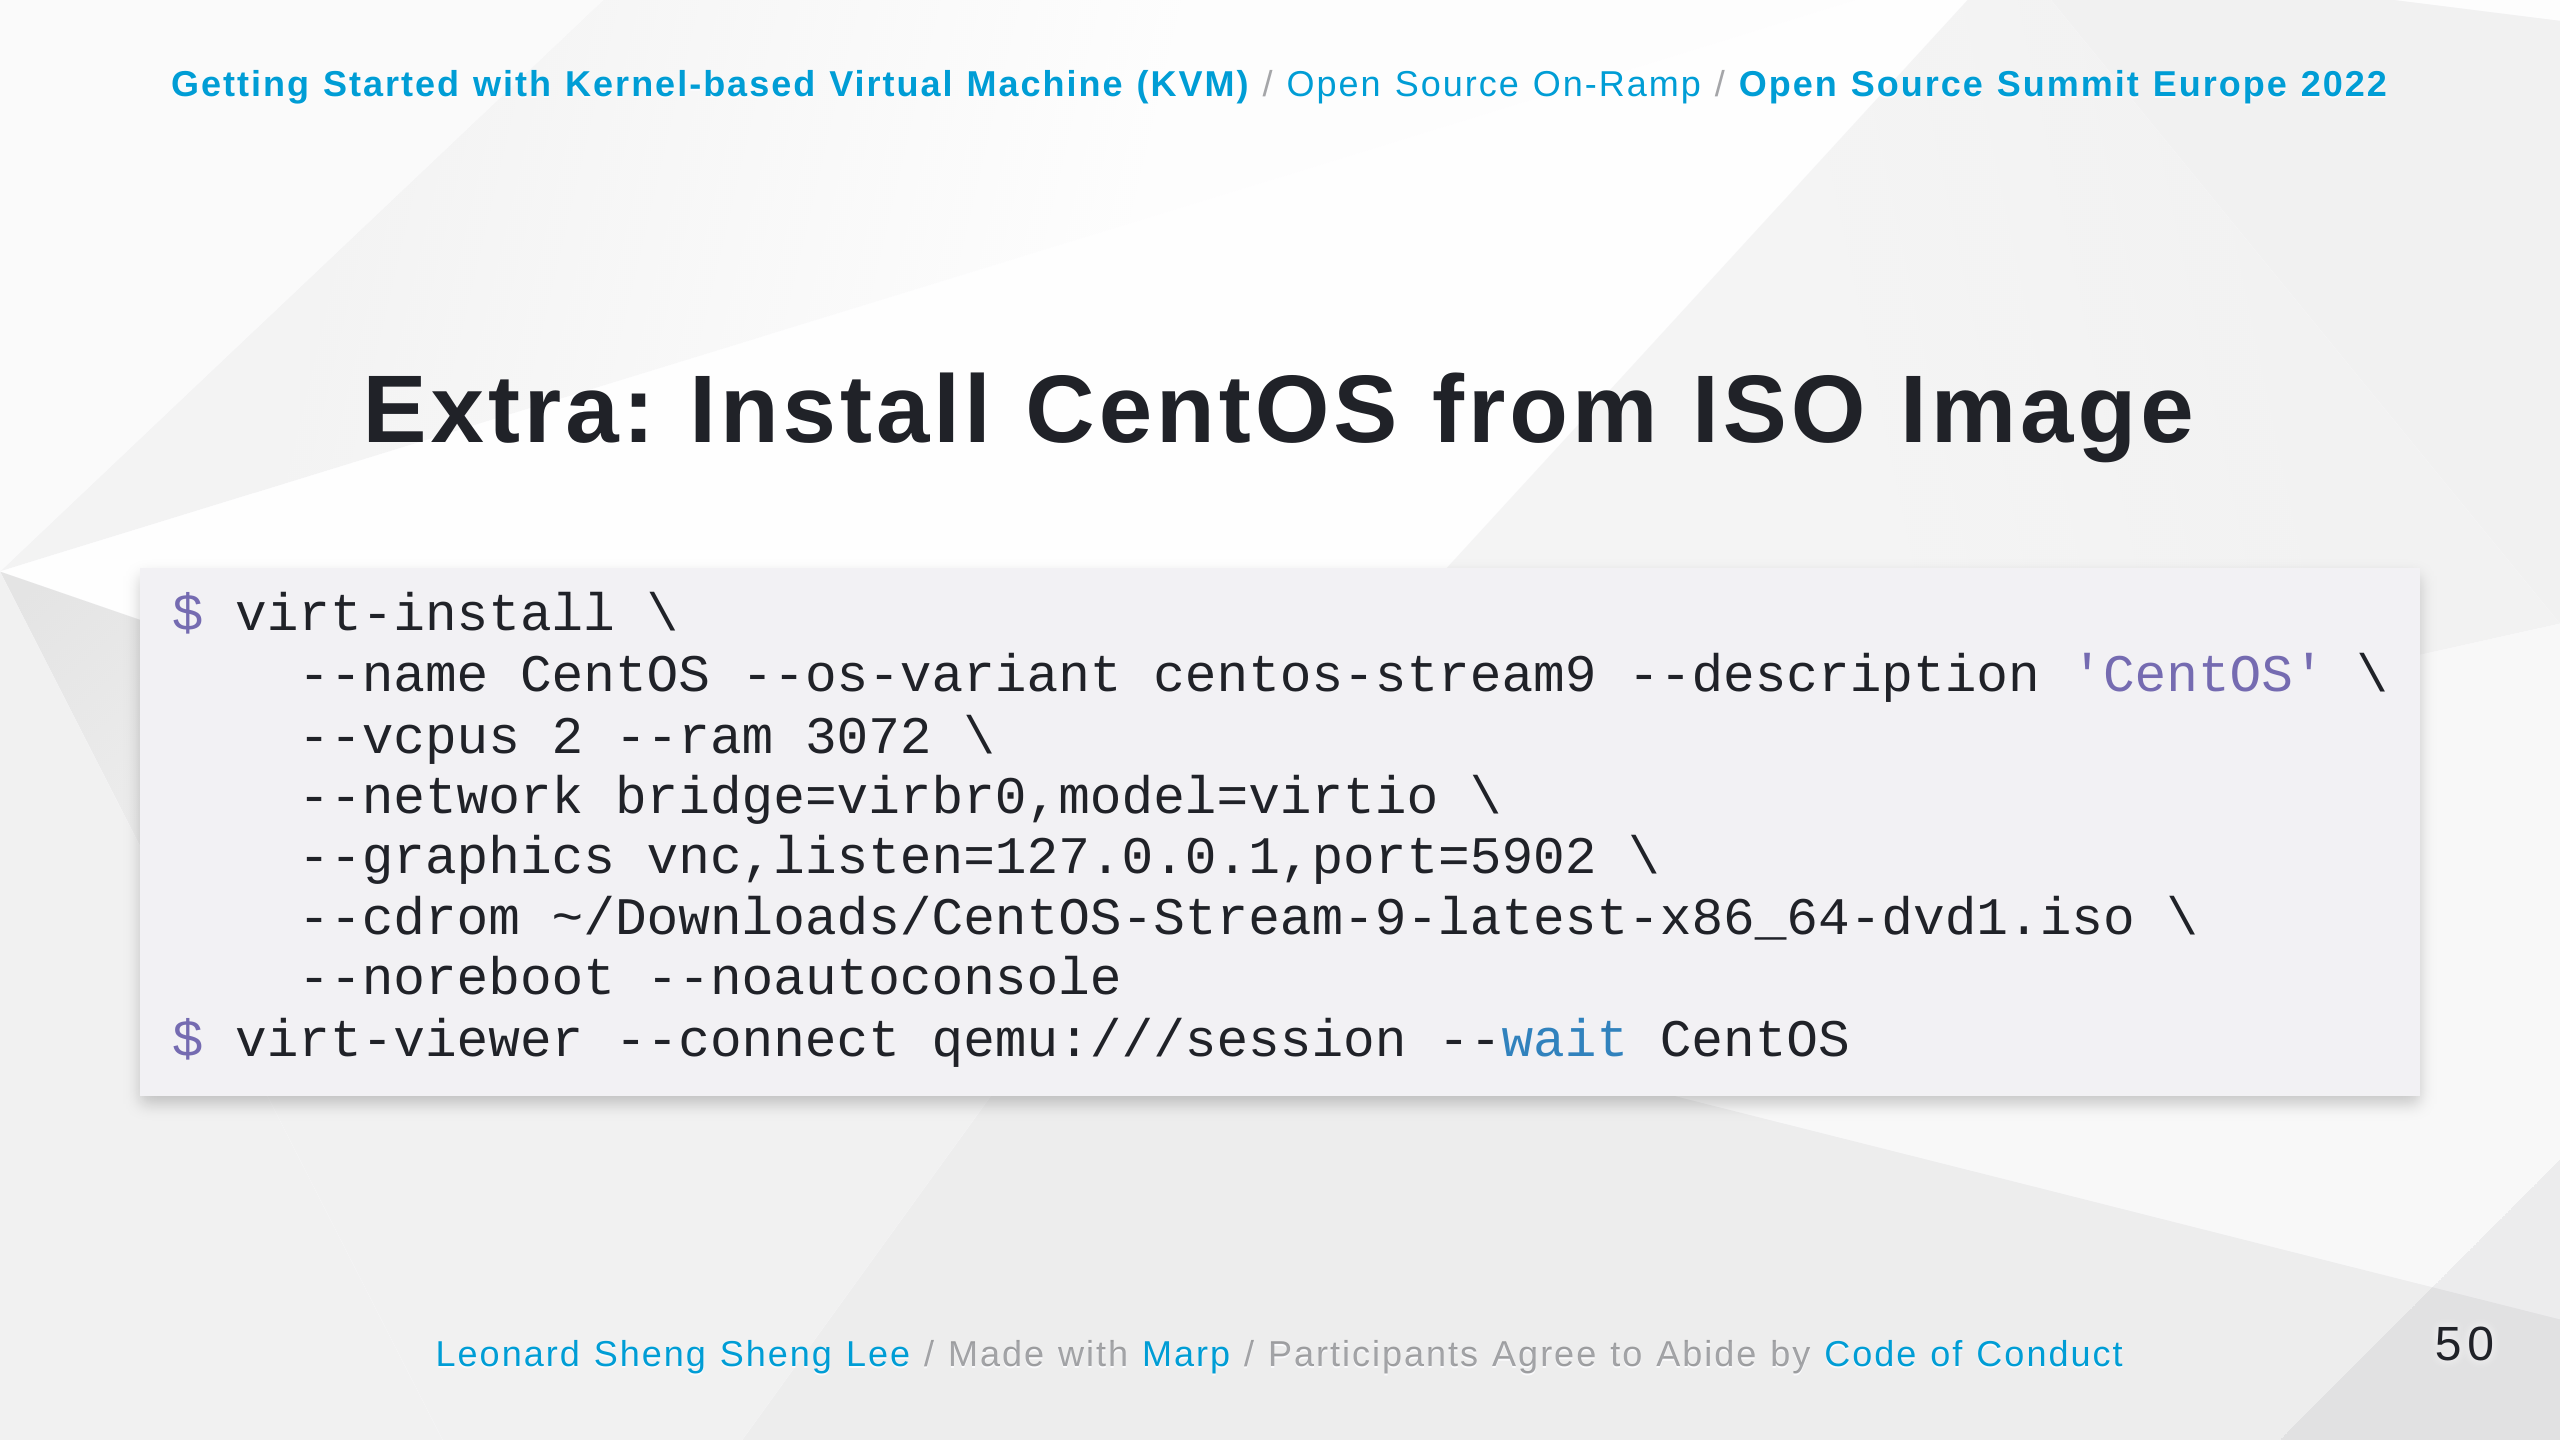 Getting Started with Kernel-based Virtual Machine (KVM) / Open Source On-Ramp / Open Source Summit Europe 2022
Extra: Install CentOS from ISO Image
$ virt-install \
    --name CentOS --os-variant centos-stream9 --description 'CentOS' \
    --vcpus 2 --ram 3072 \
    --network bridge=virbr0,model=virtio \
    --graphics vnc,listen=127.0.0.1,port=5902 \
    --cdrom ~/Downloads/CentOS-Stream-9-latest-x86_64-dvd1.iso \
    --noreboot --noautoconsole
$ virt-viewer --connect qemu:///session --wait CentOS
Leonard Sheng Sheng Lee / Made with Marp / Participants Agree to Abide by Code of Conduct
50